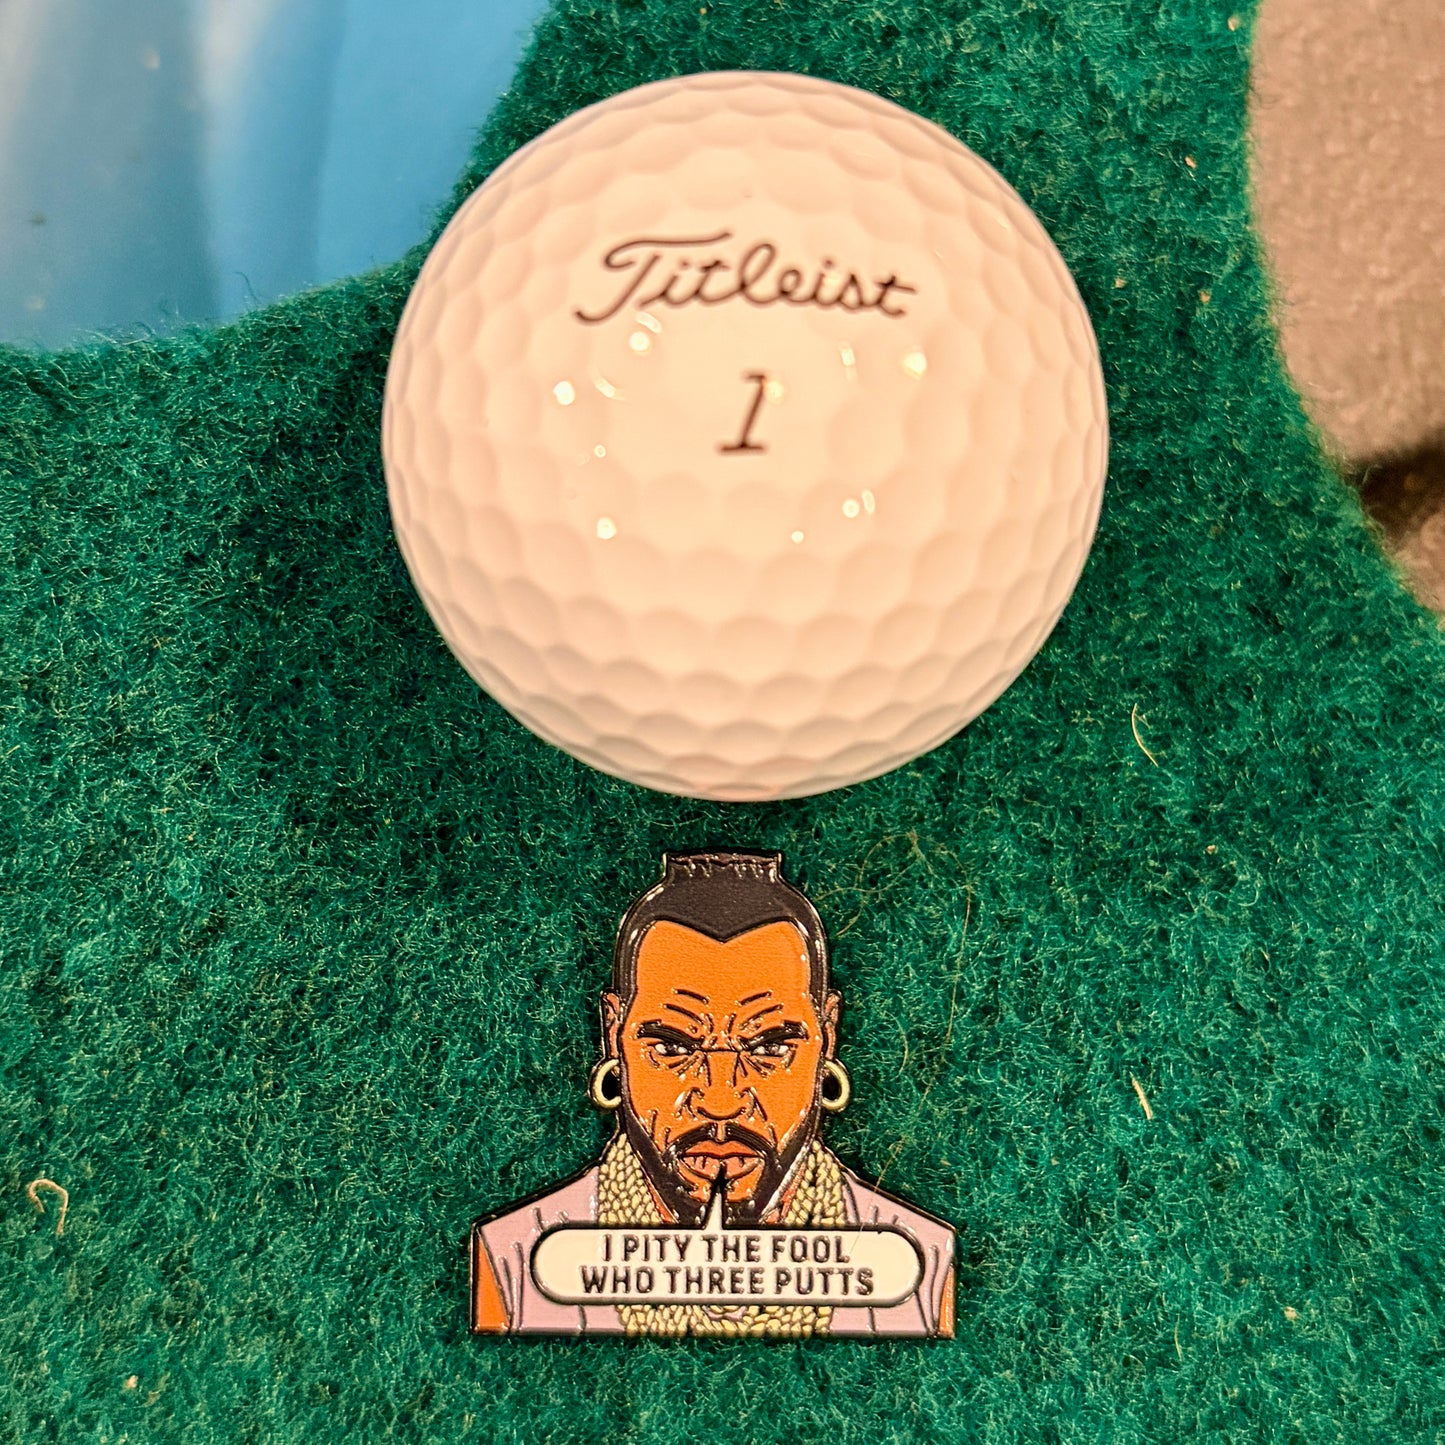 Titleist
1
I PITY THE FOOL
WHO THREE PUTTS